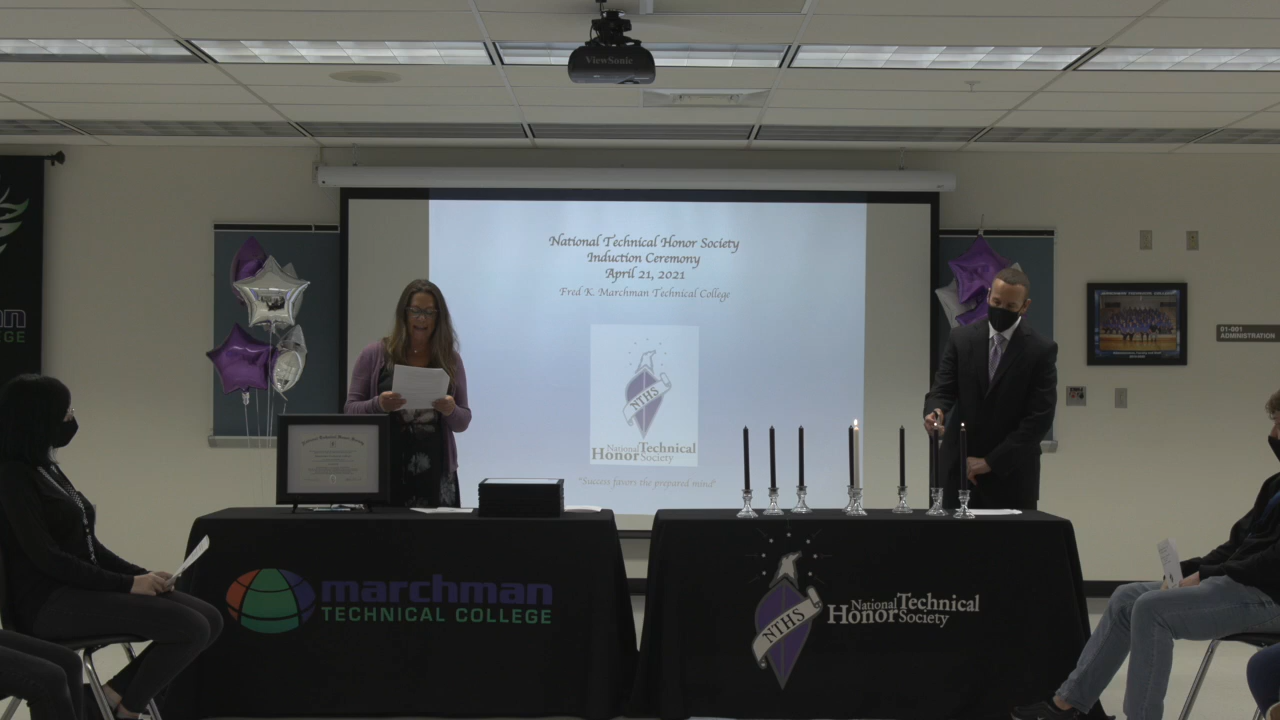 ViewSonic
National Technical Honor Society
Induction Ceremony
April 21, 2021
Fred K. Marchman Technical College
NTHS
National Technical
Honor Society
"Success favors the prepared mind"
01-001
ADMINISTRATION
marchman
TECHNICAL COLLEGE
NTHS
National Technical
Honor Society